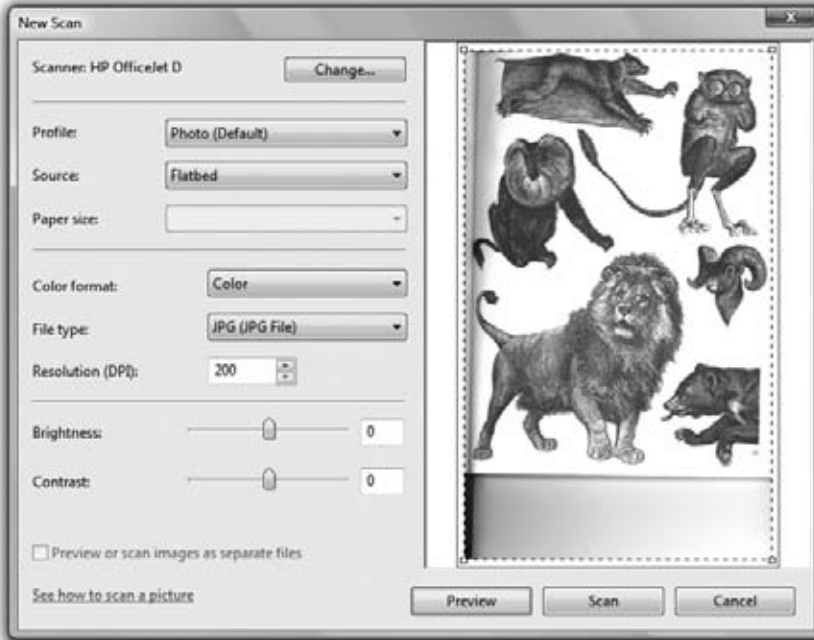 New Scan
Scanner: HP OfficeJet D
Change...
Profile:
Photo (Default)
Source:
Flatbed
Paper size:
Color format:
Color
File type:
JPG (JPG File)
Resolution (DPI):
200
Brightness:
0
Contrast:
0
Preview or scan images as separate files
See how to scan a picture
Preview
Scan
Cancel